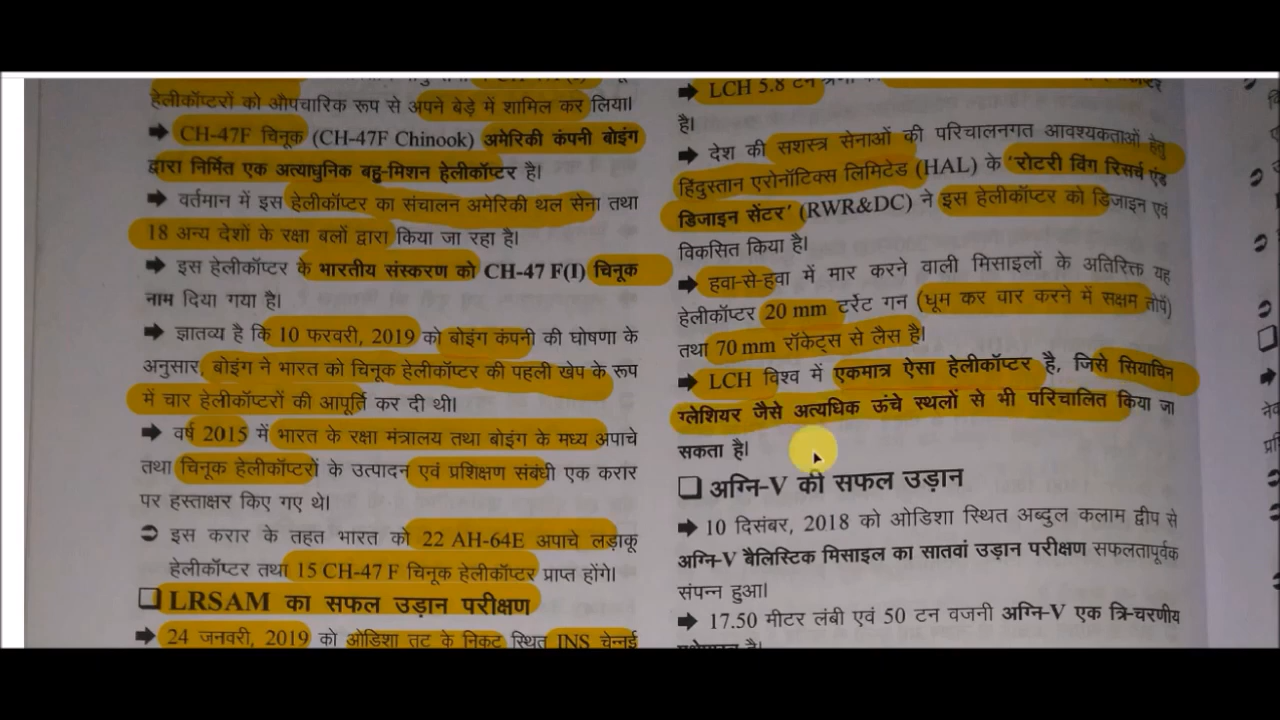 हेलीकॉप्टरों को औपचारिक रूप से अपने बेड़े में शामिल कर लिया।
➡ CH-47F चिनूक (CH-47F Chinook) अमेरिकी कंपनी बोइंग
द्वारा निर्मित एक अत्याधुनिक बहु-मिशन हेलीकॉप्टर है।
➡ वर्तमान में इस हेलीकॉप्टर का संचालन अमेरिकी थल सेना तथा
18 अन्य देशों के रक्षा बलों द्वारा किया जा रहा है।
➡ इस हेलीकॉप्टर के भारतीय संस्करण को CH-47 F(I) चिनूक
नाम दिया गया है।
➡ ज्ञातव्य है कि 10 फरवरी, 2019 को बोइंग कंपनी की घोषणा के
अनुसार, बोइंग ने भारत को चिनूक हेलीकॉप्टर की पहली खेप के रूप
में चार हेलीकॉप्टरों की आपूर्ति कर दी थी।
➡ वर्ष 2015 में भारत के रक्षा मंत्रालय तथा बोइंग के मध्य अपाचे
तथा चिनूक हेलीकॉप्टरों के उत्पादन एवं प्रशिक्षण संबंधी एक करार
पर हस्ताक्षर किए गए थे।
➲ इस करार के तहत भारत को 22 AH-64E अपाचे लड़ाकू
हेलीकॉप्टर तथा 15 CH-47 F चिनूक हेलीकॉप्टर प्राप्त होंगे।
❑ LRSAM का सफल उड़ान परीक्षण
➡ 24 जनवरी, 2019 को ओडिशा तट के निकट स्थित INS चेन्नई
➡ LCH 5.8 टन
है।
➡ देश की सशस्त्र सेनाओं की परिचालनगत आवश्यकताओं हेतु
हिंदुस्तान एरोनॉटिक्स लिमिटेड (HAL) के 'रोटरी विंग रिसर्च एंड
डिजाइन सेंटर' (RWR&DC) ने इस हेलीकॉप्टर को डिजाइन एवं
विकसित किया है।
➡ हवा-से-हवा में मार करने वाली मिसाइलों के अतिरिक्त यह
हेलीकॉप्टर 20 mm टर्रेट गन (घूम कर वार करने में सक्षम तोपें)
तथा 70 mm रॉकेट्स से लैस है।
➡ LCH विश्व में एकमात्र ऐसा हेलीकॉप्टर है, जिसे सियाचिन
ग्लेशियर जैसे अत्यधिक ऊंचे स्थलों से भी परिचालित किया जा
सकता है।
❑ अग्नि-V की सफल उड़ान
➡ 10 दिसंबर, 2018 को ओडिशा स्थित अब्दुल कलाम द्वीप से
अग्नि-V बैलिस्टिक मिसाइल का सातवां उड़ान परीक्षण सफलतापूर्वक
संपन्न हुआ।
➡ 17.50 मीटर लंबी एवं 50 टन वजनी अग्नि-V एक त्रि-चरणीय